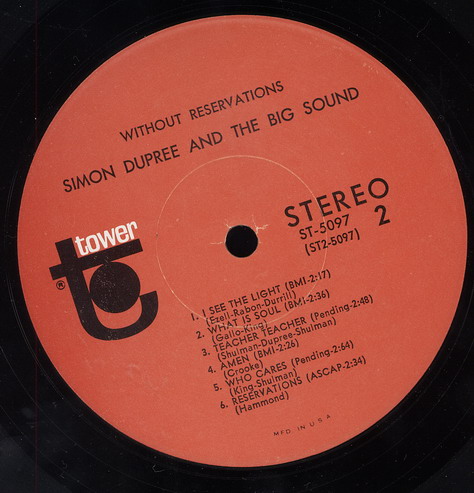 WITHOUT RESERVATIONS
SIMON DUPREE AND THE BIG SOUND
STEREO
ST-5097 2
(ST2-5097)
tower
t
®
1. I SEE THE LIGHT (BMI-2:17)
(Ezell-Rabon-Durrill)
2. WHAT IS SOUL (BMI-2:36)
(Gallo-King)
3. TEACHER TEACHER (Pending-2:48)
(Shulman-Dupree-Shulman)
4. AMEN (BMI-2:26)
(Crooke)
5. WHO CARES (Pending-2:64)
(King-Shulman)
6. RESERVATIONS (ASCAP-2:34)
(Hammond)
MFD. IN U.S.A.